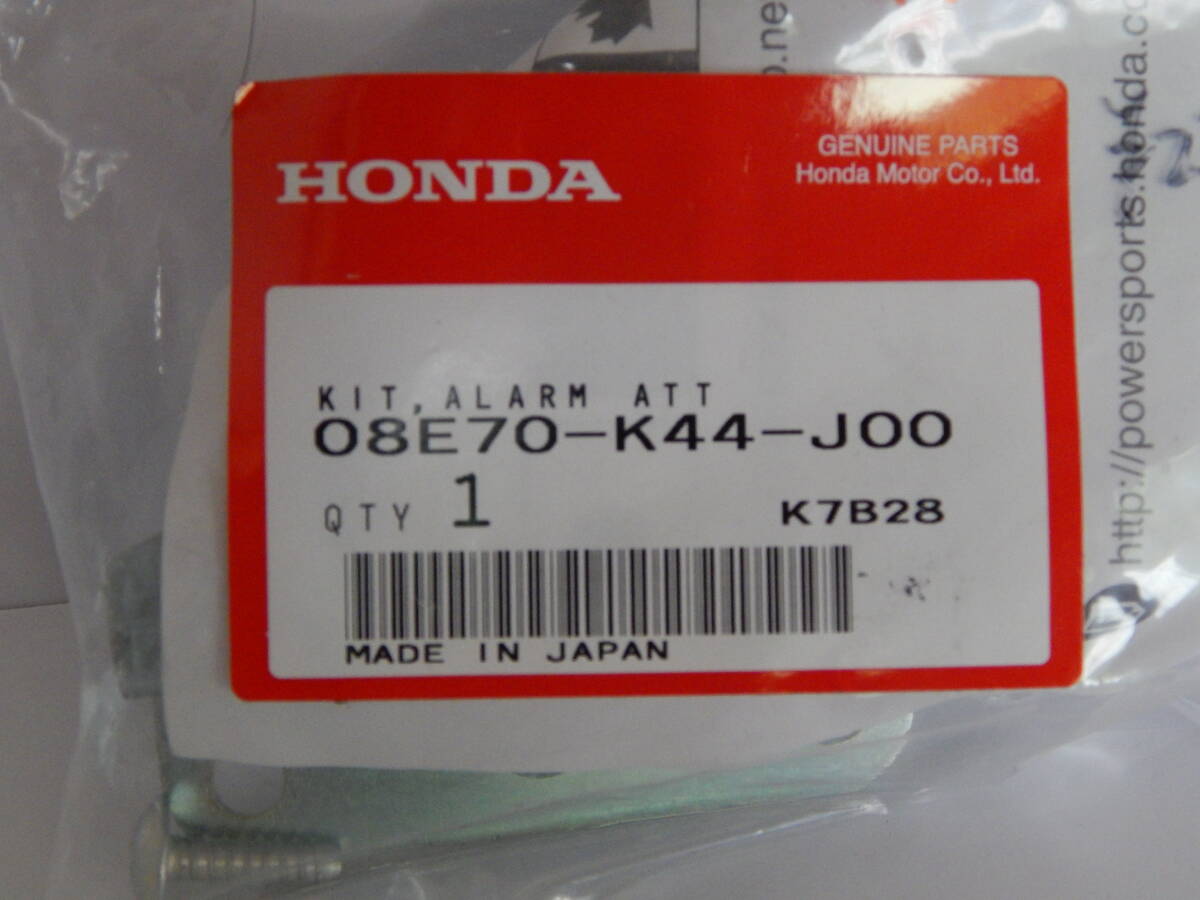 HONDA
GENUINE PARTS
Honda Motor Co., Ltd.
KIT, ALARM ATT
08E70-K44-J00
QTY 1
K7B28
MADE IN JAPAN
http://powersports.honda.c